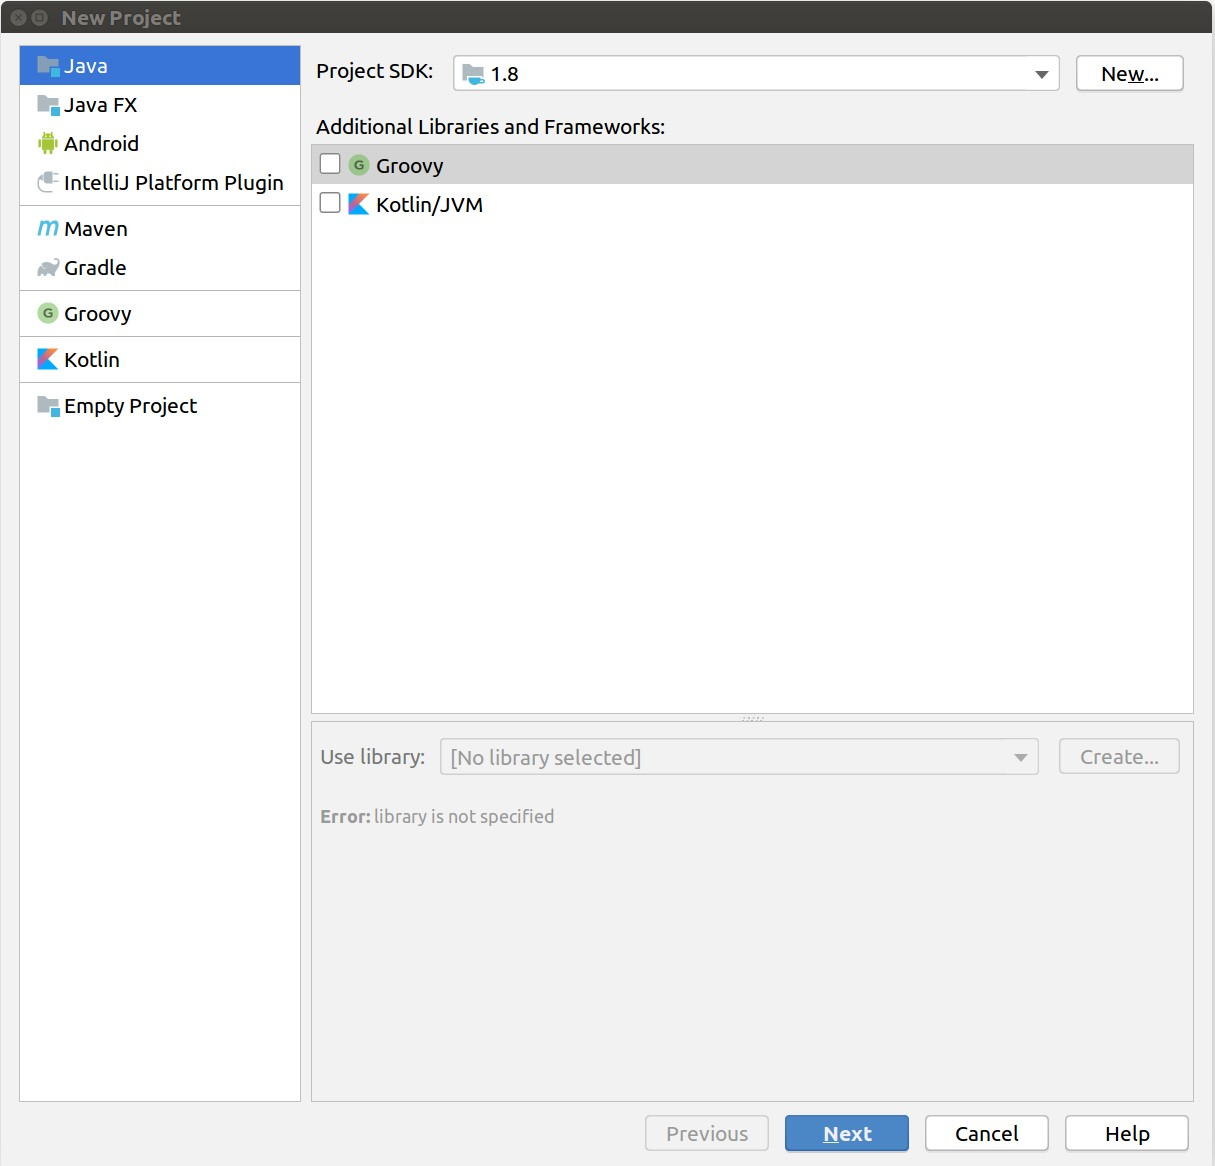 New Project
Java
Java FX
Android
IntelliJ Platform Plugin
Maven
Gradle
Groovy
Kotlin
Empty Project
Project SDK: 1.8 New...
Additional Libraries and Frameworks:
Groovy
Kotlin/JVM
Use library: [No library selected] Create...
Error: library is not specified
Previous Next Cancel Help